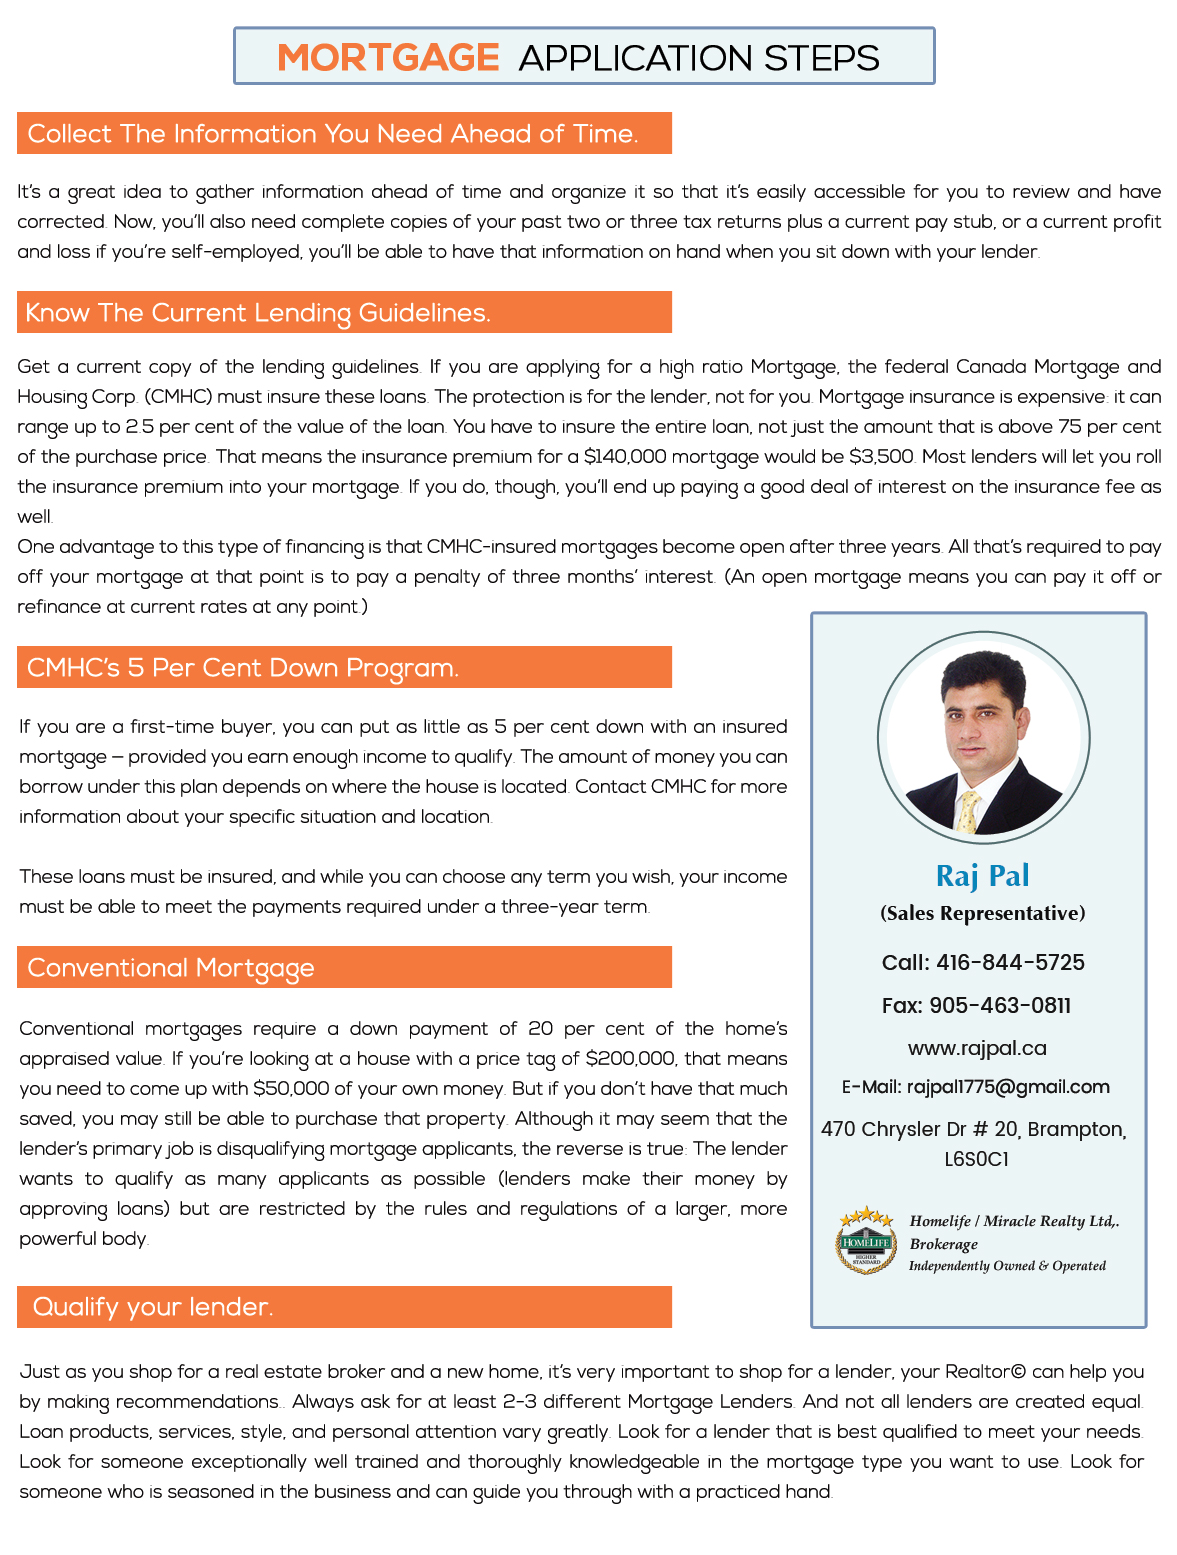 MORTGAGE APPLICATION STEPS
Collect The Information You Need Ahead of Time.
It's a great idea to gather information ahead of time and organize it so that it's easily accessible for you to review and have
corrected. Now, you'll also need complete copies of your past two or three tax returns plus a current pay stub, or a current profit
and loss if you're self-employed, you'll be able to have that information on hand when you sit down with your lender.
Know The Current Lending Guidelines.
Get a current copy of the lending guidelines. If you are applying for a high ratio Mortgage, the federal Canada Mortgage and
Housing Corp. (CMHC) must insure these loans. The protection is for the lender, not for you. Mortgage insurance is expensive: it can
range up to 2.5 per cent of the value of the loan. You have to insure the entire loan, not just the amount that is above 75 per cent
of the purchase price. That means the insurance premium for a $140,000 mortgage would be $3,500. Most lenders will let you roll
the insurance premium into your mortgage. If you do, though, you'll end up paying a good deal of interest on the insurance fee as
well.
One advantage to this type of financing is that CMHC-insured mortgages become open after three years. All that's required to pay
off your mortgage at that point is to pay a penalty of three months' interest. (An open mortgage means you can pay it off or
refinance at current rates at any point.)
CMHC's 5 Per Cent Down Program.
If you are a first-time buyer, you can put as little as 5 per cent down with an insured
mortgage – provided you earn enough income to qualify. The amount of money you can
borrow under this plan depends on where the house is located. Contact CMHC for more
information about your specific situation and location.
These loans must be insured, and while you can choose any term you wish, your income
must be able to meet the payments required under a three-year term.
Conventional Mortgage
Conventional mortgages require a down payment of 20 per cent of the home's
appraised value. If you're looking at a house with a price tag of $200,000, that means
you need to come up with $50,000 of your own money. But if you don't have that much
saved, you may still be able to purchase that property. Although it may seem that the
lender's primary job is disqualifying mortgage applicants, the reverse is true: The lender
wants to qualify as many applicants as possible (lenders make their money by
approving loans) but are restricted by the rules and regulations of a larger, more
powerful body.
Raj Pal
(Sales Representative)
Call: 416-844-5725
Fax: 905-463-0811
www.rajpal.ca
E-Mail: rajpal1775@gmail.com
470 Chrysler Dr # 20, Brampton,
L6S0C1
HOMELIFE
HIGHER
STANDARD
Homelife / Miracle Realty Ltd,.
Brokerage
Independently Owned & Operated
Qualify your lender.
Just as you shop for a real estate broker and a new home, it's very important to shop for a lender, your Realtor© can help you
by making recommendations.. Always ask for at least 2-3 different Mortgage Lenders. And not all lenders are created equal.
Loan products, services, style, and personal attention vary greatly. Look for a lender that is best qualified to meet your needs.
Look for someone exceptionally well trained and thoroughly knowledgeable in the mortgage type you want to use. Look for
someone who is seasoned in the business and can guide you through with a practiced hand.